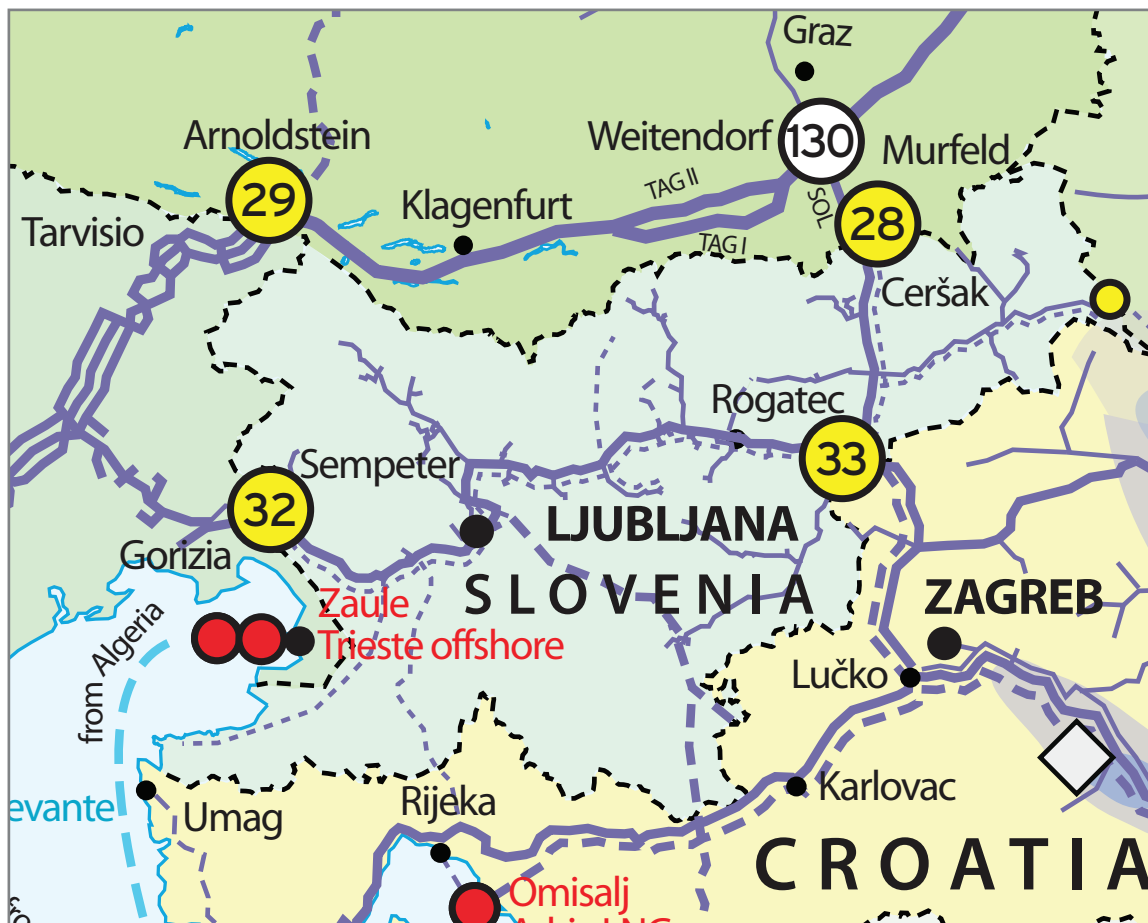 Graz
Arnoldstein
Weitendorf
130
Murfeld
29
TAG II
Klagenfurt
SOL
28
Tarvisio
TAG I
Ceršak
Rogatec
Sempeter
33
32
LJUBLJANA
Gorizia
SLOVENIA
ZAGREB
Zaule
Trieste offshore
from Algeria
Lučko
Karlovac
evante
Umag
Rijeka
CROATIA
Omisalj